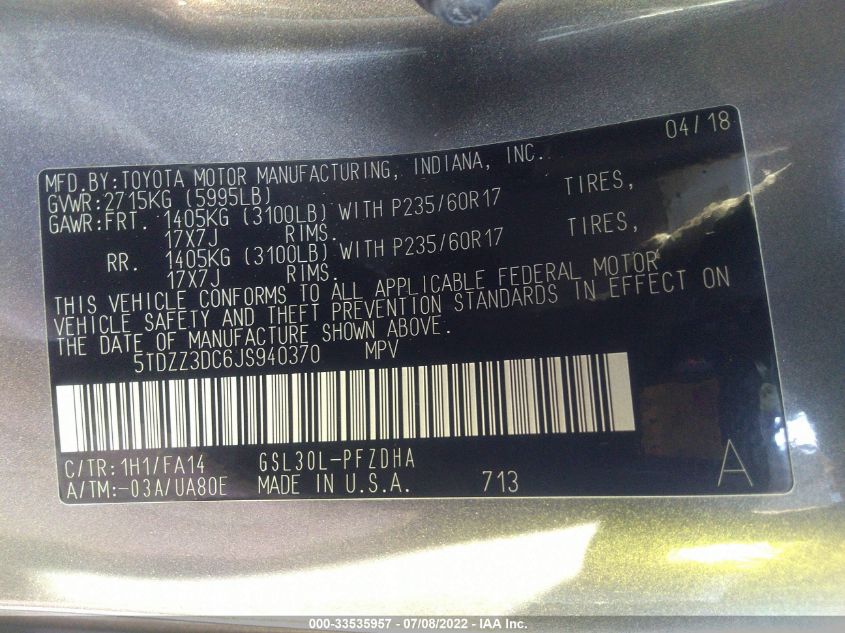 04/18
MFD.BY:TOYOTA MOTOR MANUFACTURING, INDIANA, INC.
GVWR:2715KG (5995LB)
GAWR:FRT. 1405KG (3100LB) WITH P235/60R17 TIRES,
17X7J RIMS.
RR. 1405KG (3100LB) WITH P235/60R17 TIRES,
17X7J RIMS.
THIS VEHICLE CONFORMS TO ALL APPLICABLE FEDERAL MOTOR
VEHICLE SAFETY AND THEFT PREVENTION STANDARDS IN EFFECT ON
THE DATE OF MANUFACTURE SHOWN ABOVE.
5TDZZ3DC6JS940370 MPV
C/TR:1H1/FA14 GSL30L-PFZDHA
A/TM:-03A/UA80E MADE IN U.S.A. 713 A
000-33535957 - 07/08/2022 - IAA Inc.